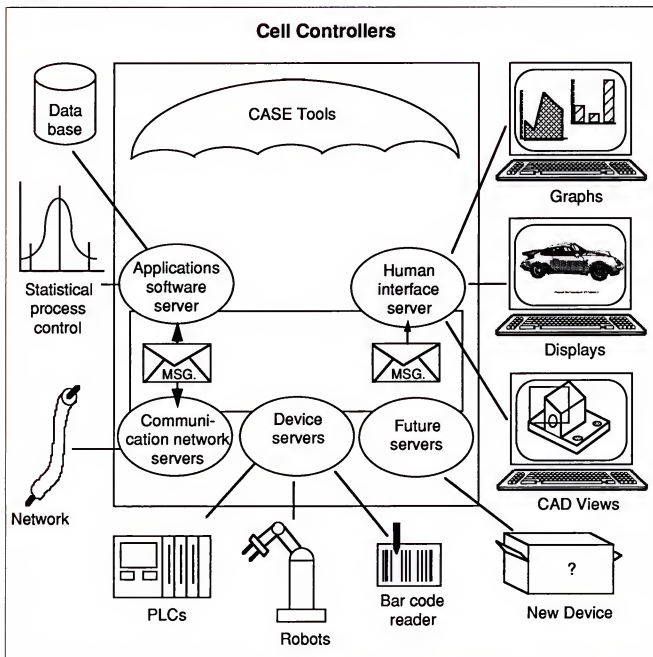 Cell Controllers
Data
base
CASE Tools
Graphs
Statistical
process
control
Applications
software
server
Human
interface
server
Displays
MSG.
MSG.
Communi-
cation network
servers
Device
servers
Future
servers
CAD Views
Network
PLCs
Robots
Bar code
reader
?
New Device